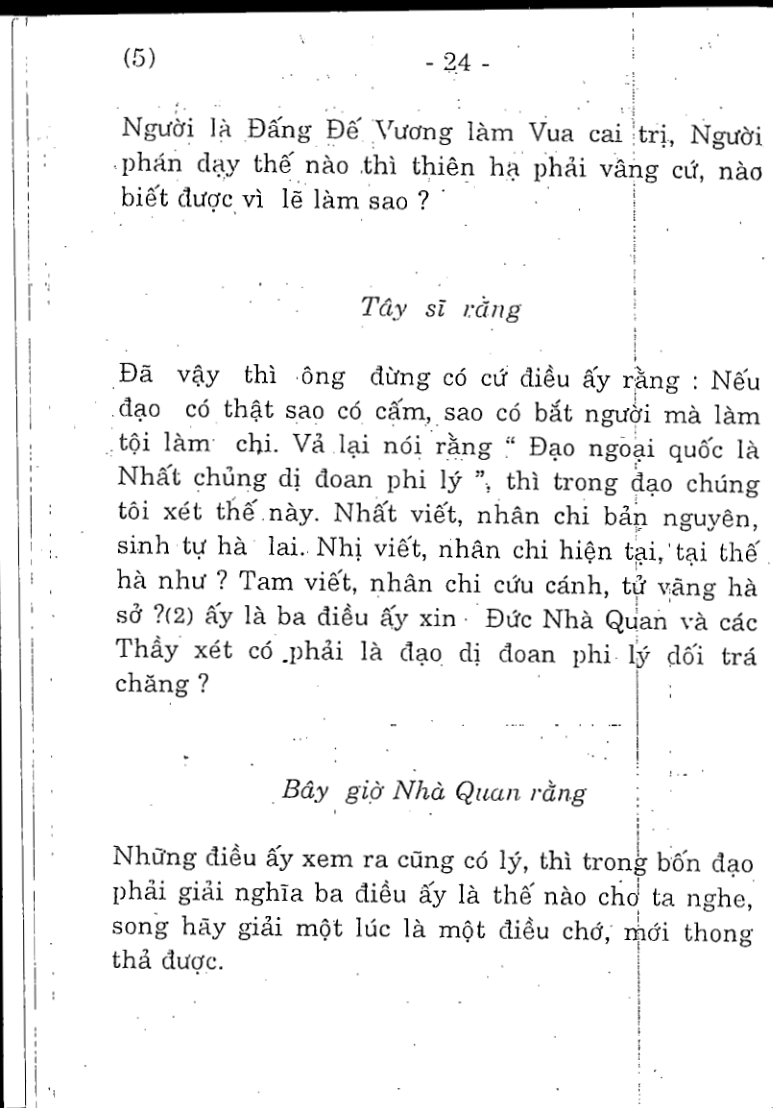 (5)
- 24 -
Người là Đấng Đế Vương làm Vua cai trị, Người
phán dạy thế nào thì thiên hạ phải vâng cứ, nào
biết được vì lẽ làm sao ?
Tây sĩ rằng
Đã vậy thì ông đừng có cứ điều ấy rằng : Nếu
đạo có thật sao có cấm, sao có bắt người mà làm
tội làm chi. Vả lại nói rằng “ Đạo ngoại quốc là
Nhất chủng dị đoan phi lý ”, thì trong đạo chúng
tôi xét thế này. Nhất viết, nhân chi bản nguyên,
sinh tự hà lai. Nhị viết, nhân chi hiện tại, tại thế
hà như ? Tam viết, nhân chi cứu cánh, tử vãng hà
sở ?(2) ấy là ba điều ấy xin Đức Nhà Quan và các
Thầy xét có phải là đạo dị đoan phi lý dối trá
chăng ?
Bây giờ Nhà Quan rằng
Những điều ấy xem ra cũng có lý, thì trong bốn đạo
phải giải nghĩa ba điều ấy là thế nào cho ta nghe,
song hãy giải một lúc là một điều chớ, mới thong
thả được.